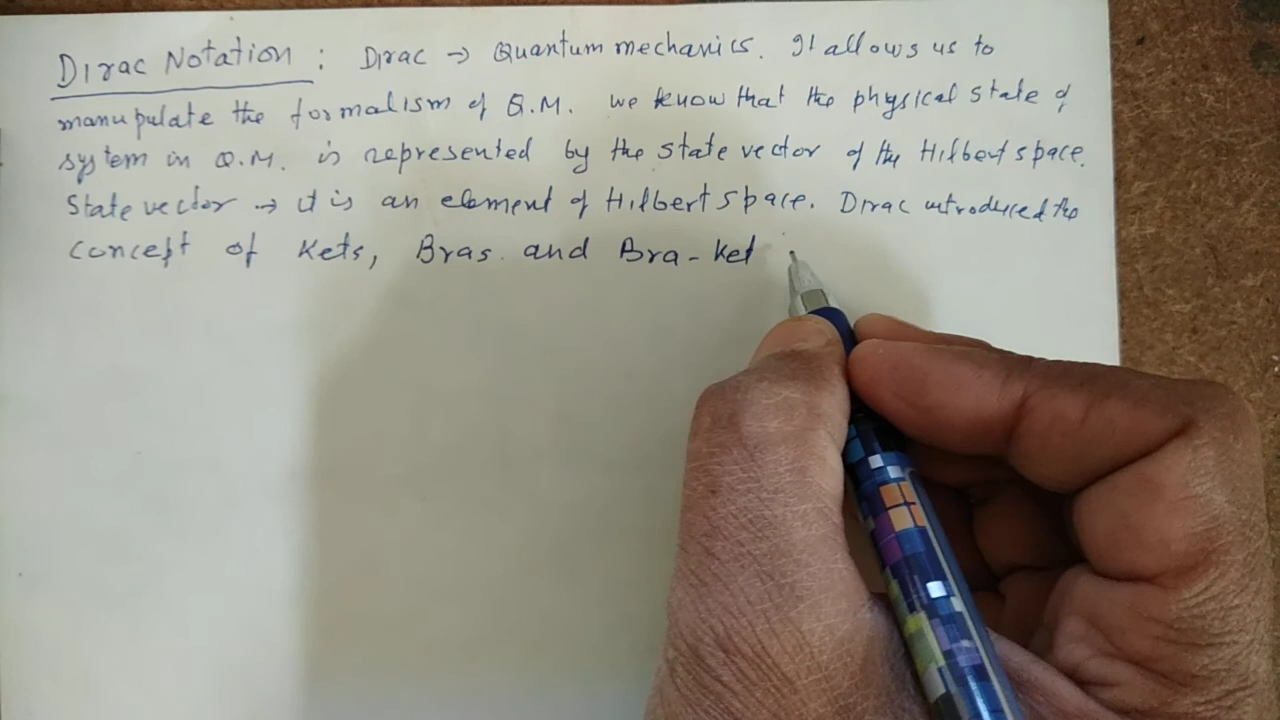 Dirac Notation : Dirac → Quantum mechanics. It allows us to
manupulate the formalism of Q.M. we know that the physical state of
system in Q.M. is represented by the state vector of the Hilbert space.
State vector → it is an element of Hilbert space. Dirac introduced the
concept of Kets, Bras and Bra-ket